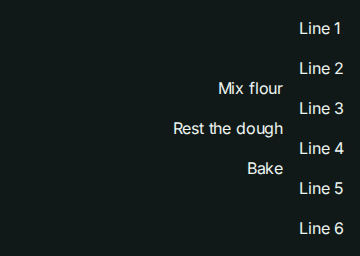 Line 1
Line 2
Mix flour
Line 3
Rest the dough
Line 4
Bake
Line 5
Line 6